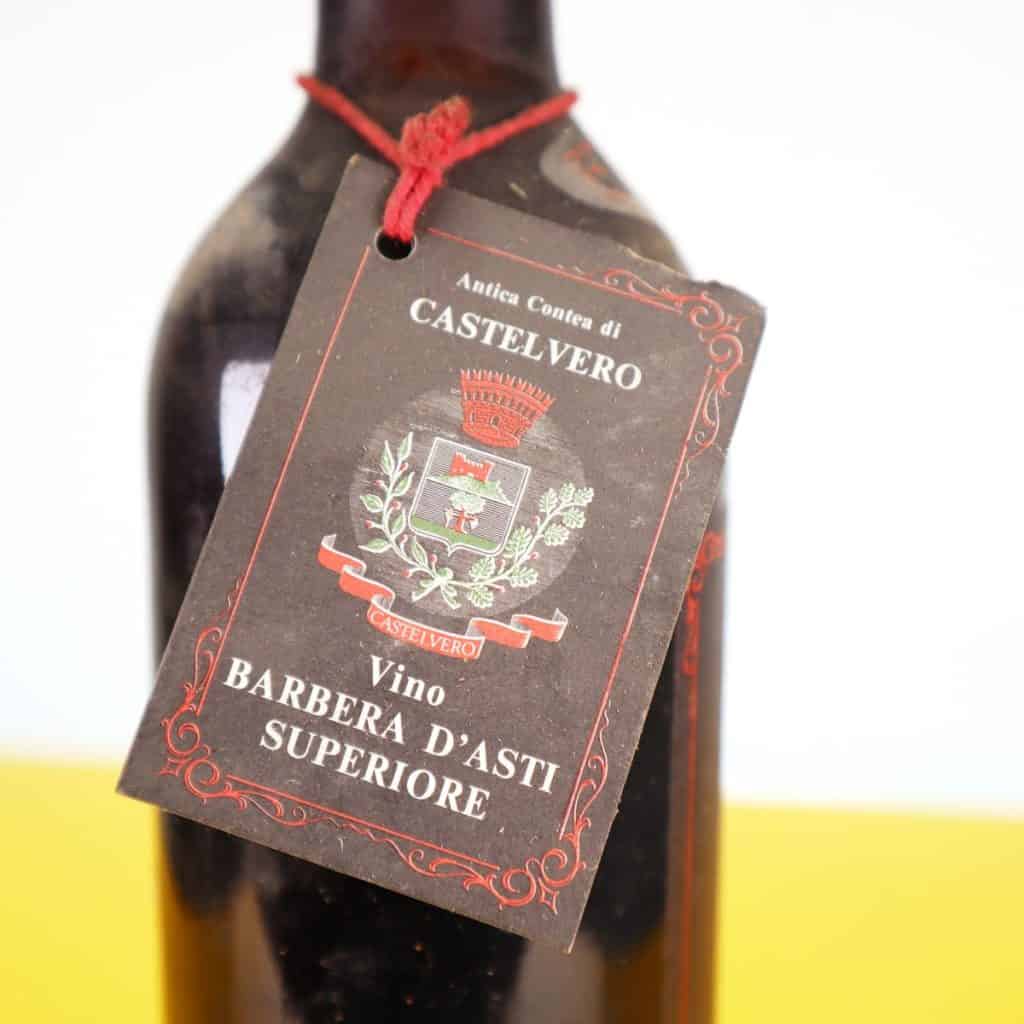 Antica Contea di
CASTELVERO
CASTELVERO
Vino
BARBERA D'ASTI
SUPERIORE